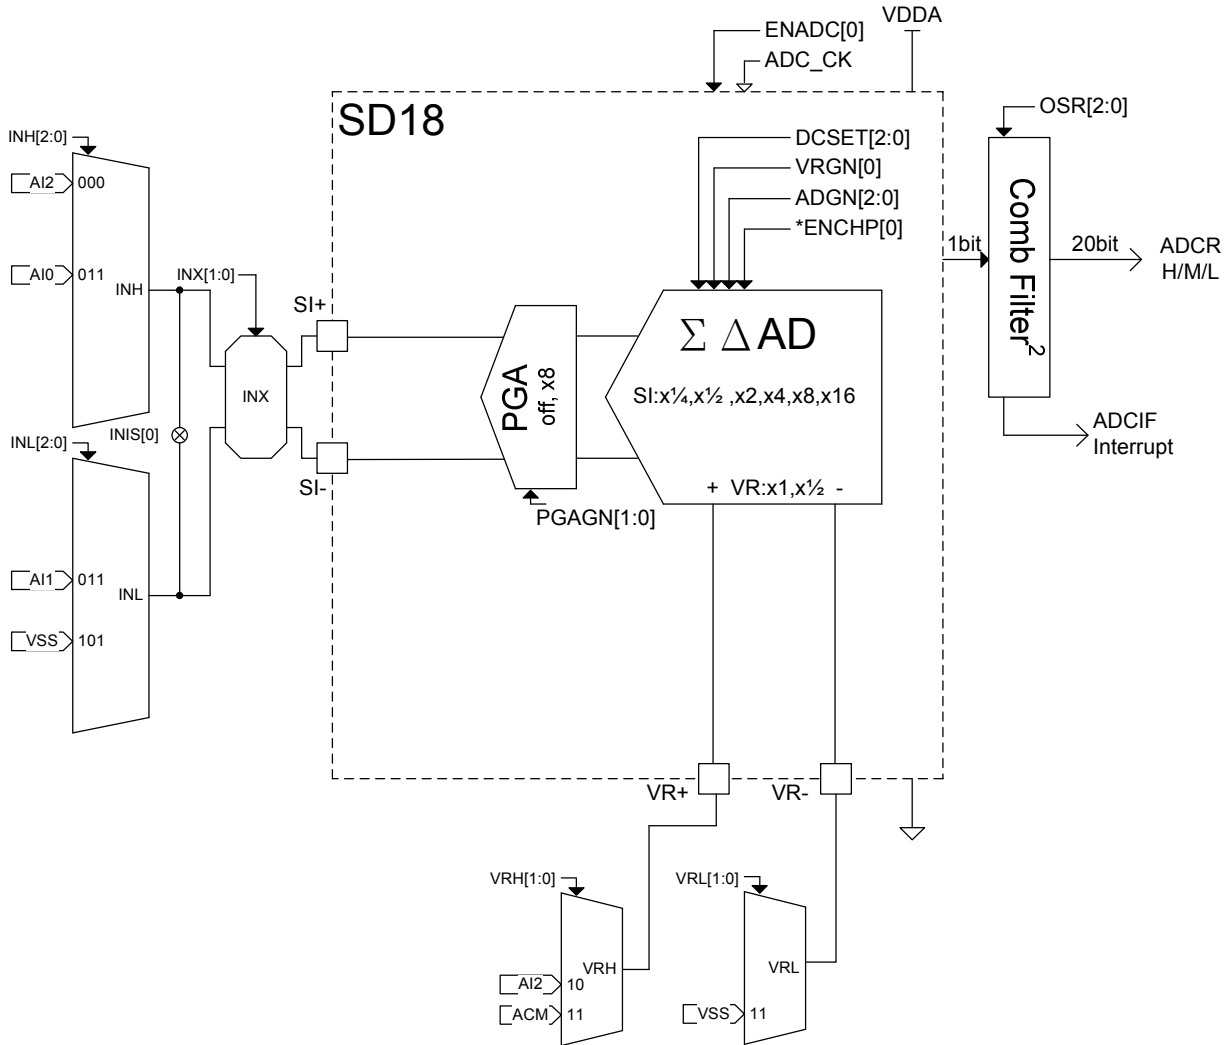 VDDA
ENADC[0]
ADC_CK
SD18
OSR[2:0]
INH[2:0]
DCSET[2:0]
VRGN[0]
ADGN[2:0]
*ENCHP[0]
AI2
000
1bit
Comb Filter²
20bit
ADCR
H/M/L
AI0
011
INH
INX[1:0]
SI+
Σ Δ AD
PGA
off, x8
SI:x¼,x½ ,x2,x4,x8,x16
INX
INL[2:0]
INIS[0]
ADCIF
Interrupt
SI-
+ VR:x1,x½ -
PGAGN[1:0]
AI1
011
INL
VSS
101
VR+
VR-
VRH[1:0]
VRL[1:0]
VRH
VRL
AI2
10
ACM
11
VSS
11